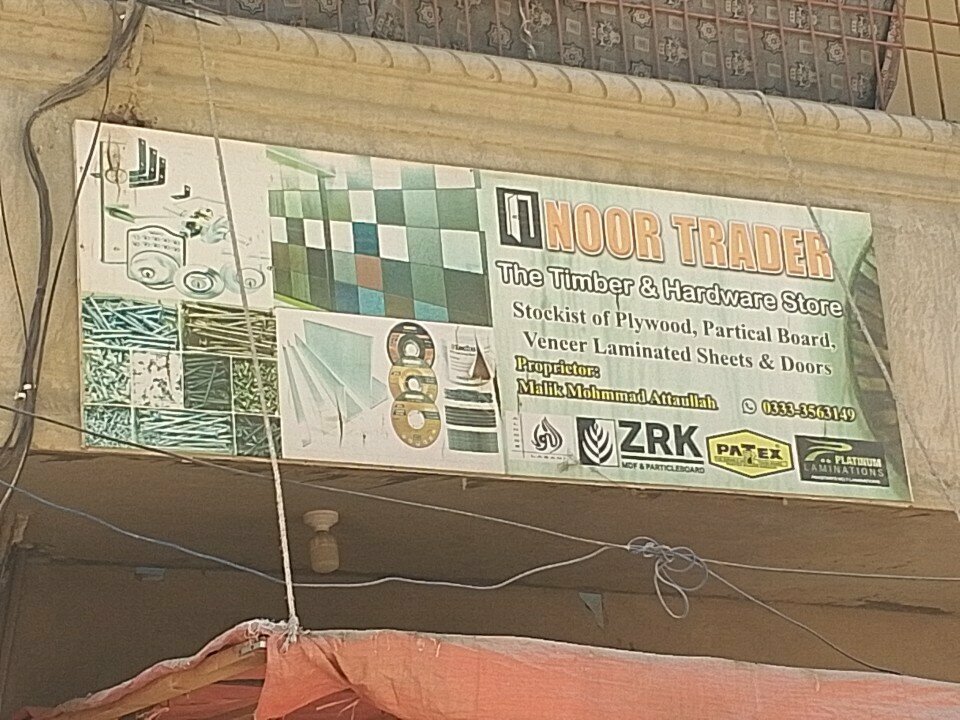 NOOR TRADER
The Timber & Hardware Store
Stockist of Plywood, Partical Board,
Veneer Laminated Sheets & Doors
Proprietor:
Malik Mohmmad Attaullah
0333-3563149
ZRK
MDF & PARTICLEBOARD
PATEX
PLATINUM
LAMINATIONS